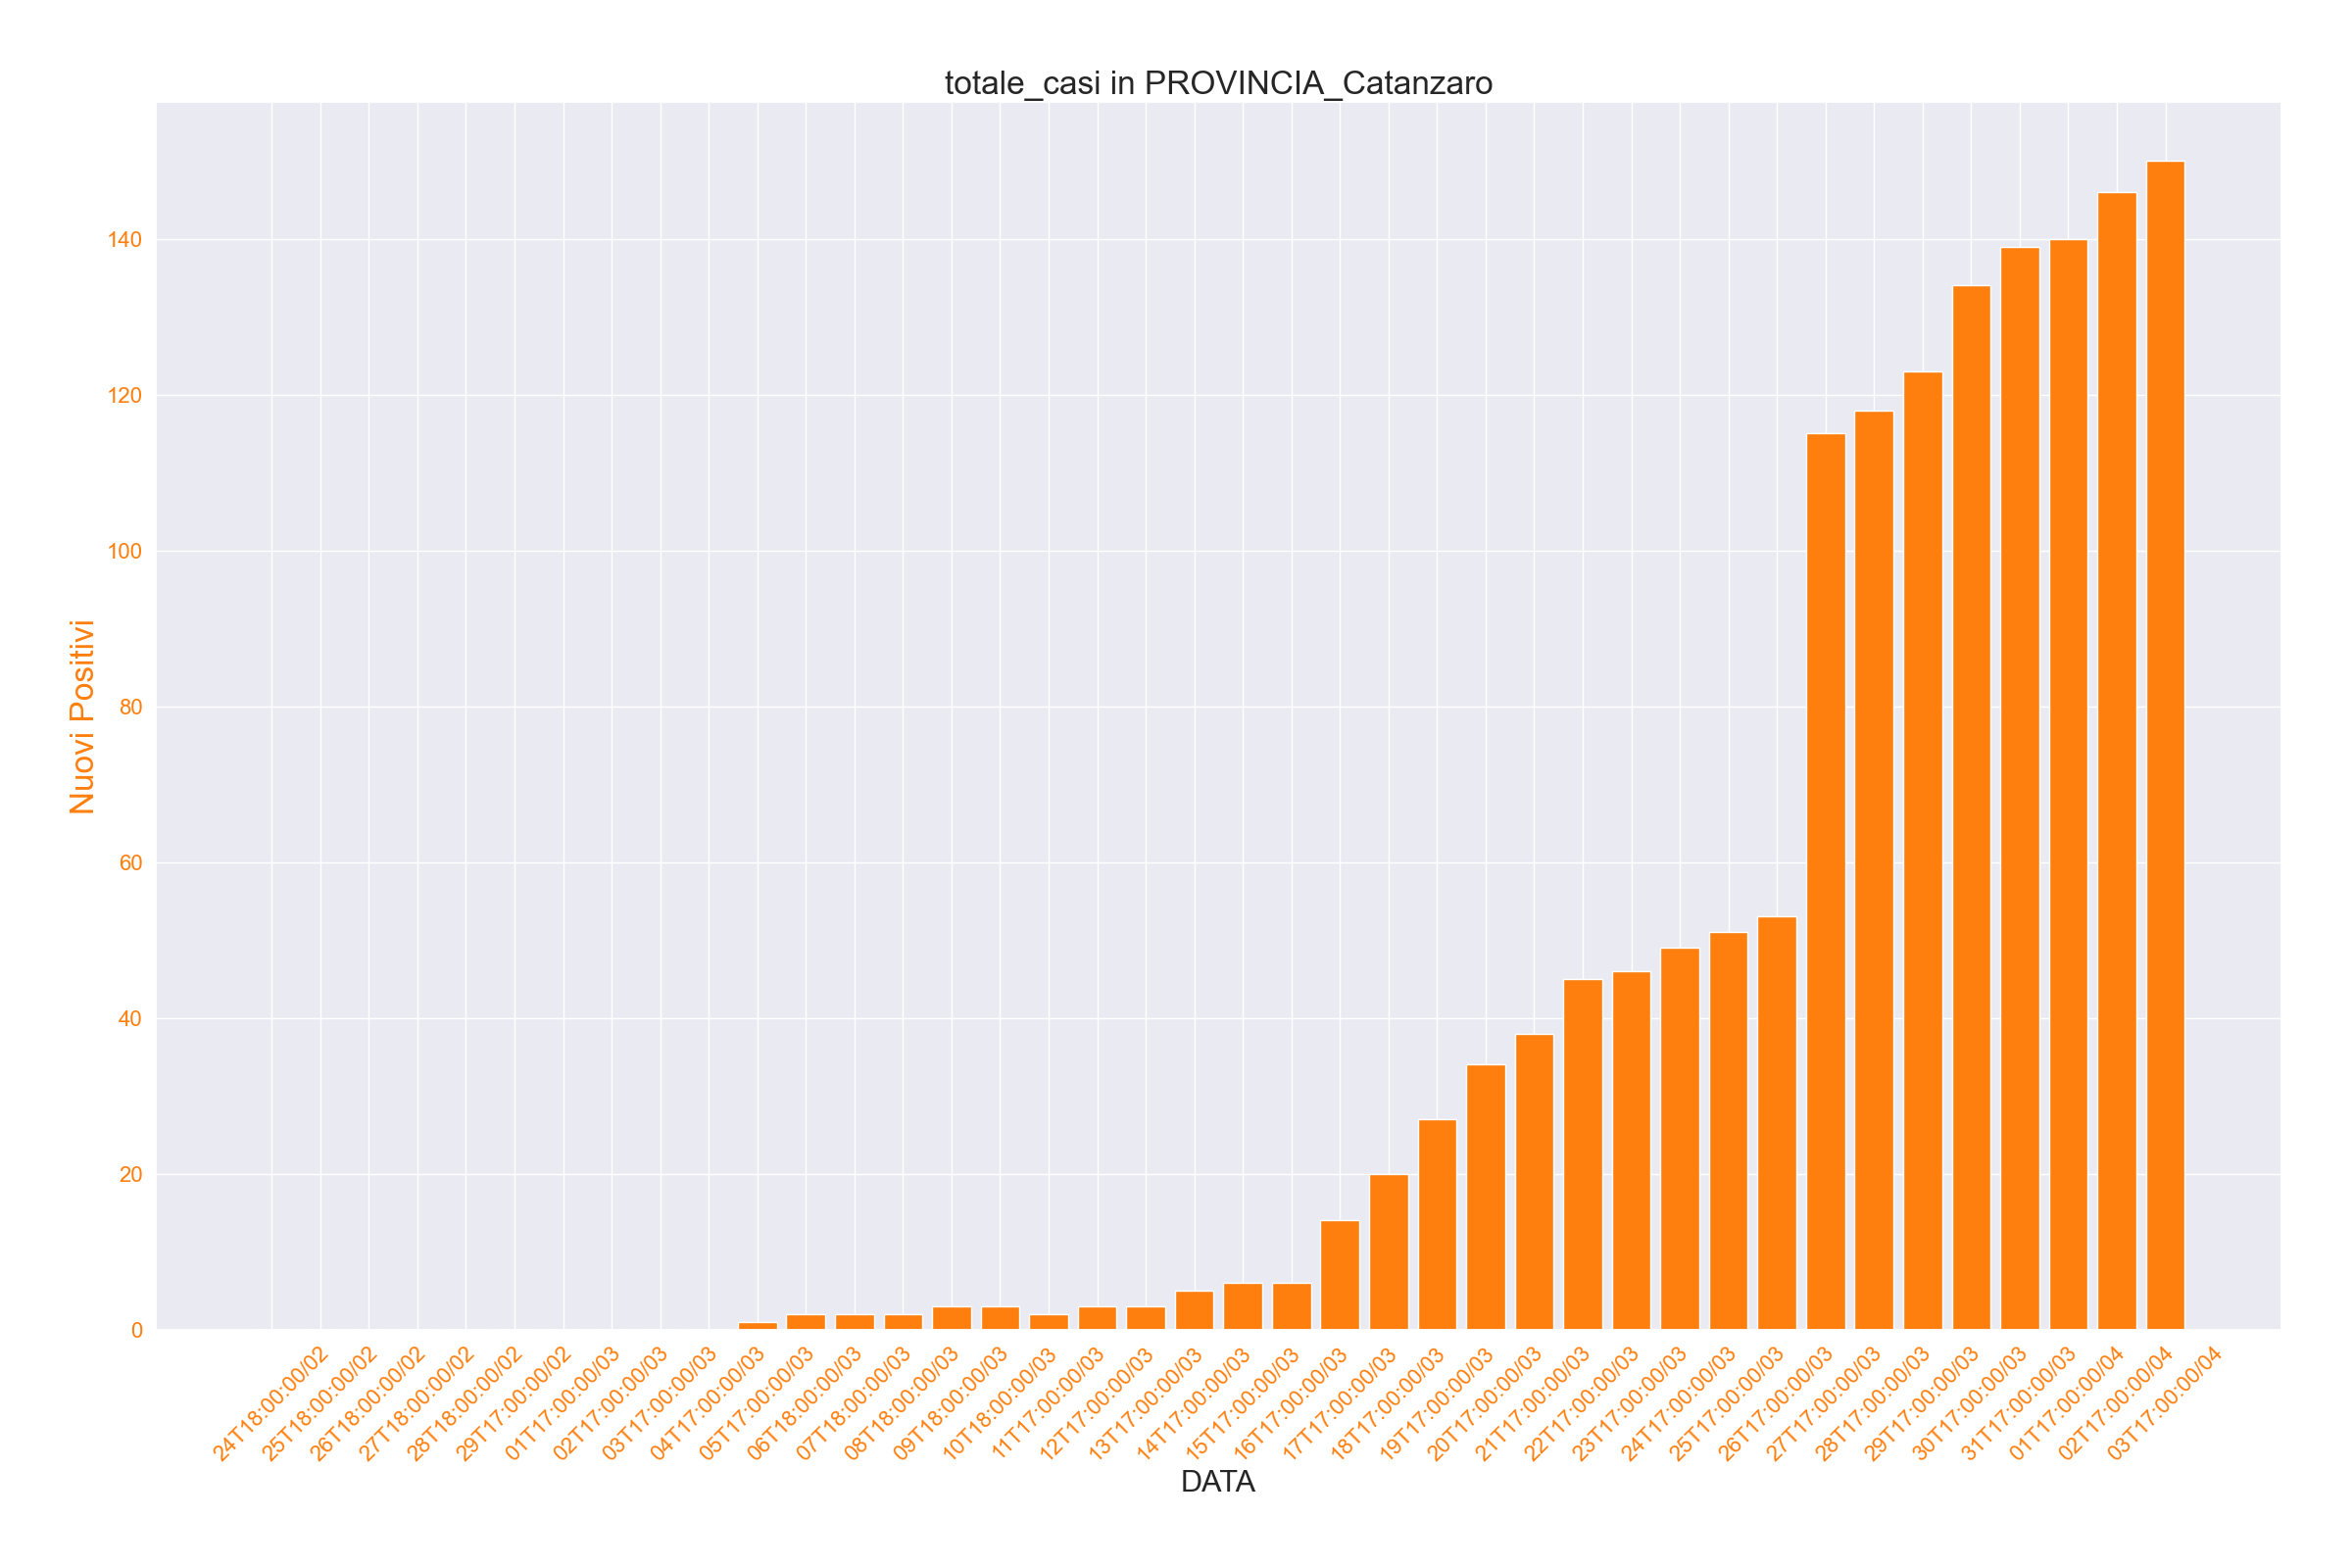 totale_casi in PROVINCIA_Catanzaro
Nuovi Positivi
140
120
100
80
60
40
20
0
24T18:00:00/02
25T18:00:00/02
26T18:00:00/02
27T18:00:00/02
28T18:00:00/02
29T17:00:00/02
01T17:00:00/03
02T17:00:00/03
03T17:00:00/03
04T17:00:00/03
05T17:00:00/03
06T18:00:00/03
07T18:00:00/03
08T18:00:00/03
09T18:00:00/03
10T18:00:00/03
11T17:00:00/03
12T17:00:00/03
13T17:00:00/03
14T17:00:00/03
15T17:00:00/03
16T17:00:00/03
17T17:00:00/03
18T17:00:00/03
19T17:00:00/03
20T17:00:00/03
21T17:00:00/03
22T17:00:00/03
23T17:00:00/03
24T17:00:00/03
25T17:00:00/03
26T17:00:00/03
27T17:00:00/03
28T17:00:00/03
29T17:00:00/03
30T17:00:00/03
31T17:00:00/03
01T17:00:00/04
02T17:00:00/04
03T17:00:00/04
DATA